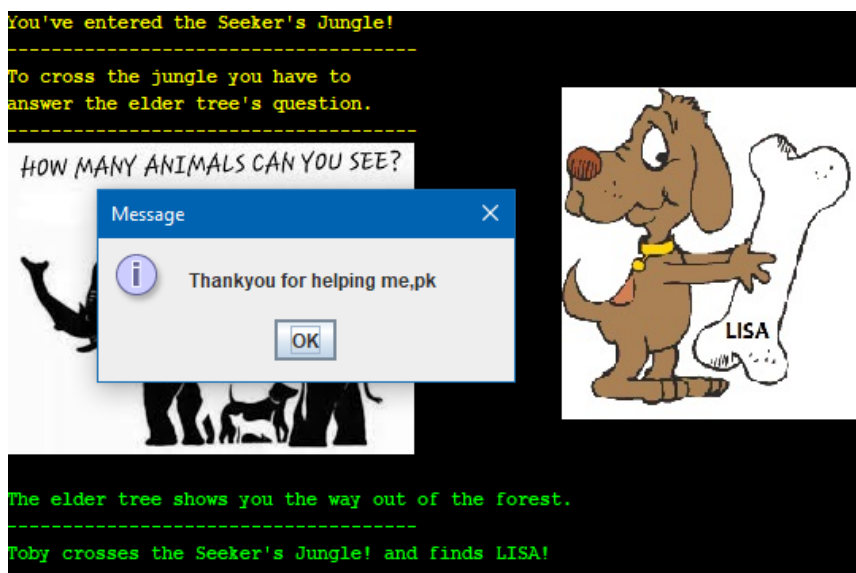 You've entered the Seeker's Jungle!
-------------------------------------
To cross the jungle you have to
answer the elder tree's question.
-------------------------------------
HOW MANY ANIMALS CAN YOU SEE?
Message
Thankyou for helping me,pk
OK
LISA
The elder tree shows you the way out of the forest.
-------------------------------------
Toby crosses the Seeker's Jungle! and finds LISA!